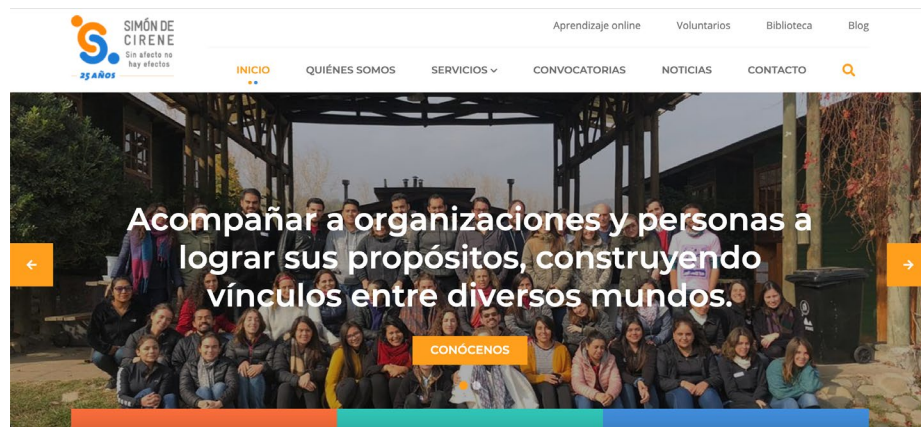 SIMÓN DE
CIRENE
Sin afecto no
hay efectos
25 AÑOS
Aprendizaje online
Voluntarios
Biblioteca
Blog
INICIO
QUIÉNES SOMOS
SERVICIOS
CONVOCATORIAS
NOTICIAS
CONTACTO
Acompañar a organizaciones y personas a
lograr sus propósitos, construyendo
vínculos entre diversos mundos.
CONÓCENOS